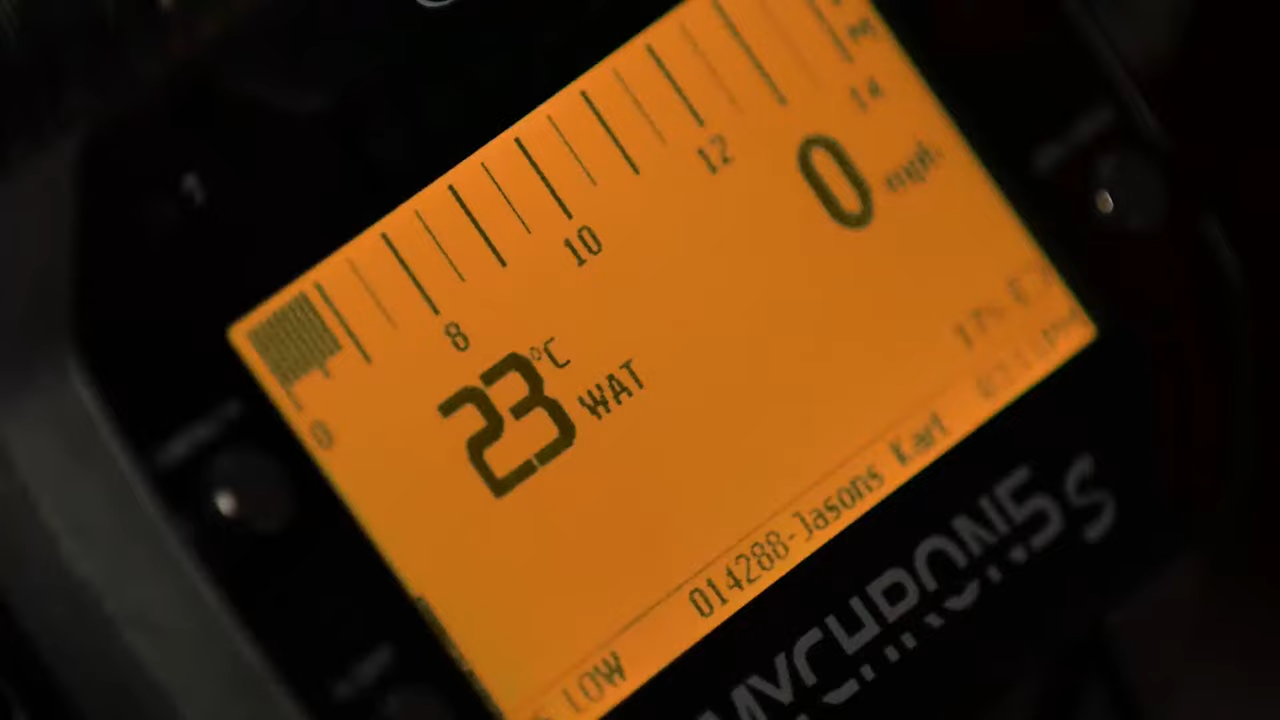 0 8 10 12 14
0 mph
23 °C WAT
014288-Jasons Kart
LOW
MYCHRON5 S